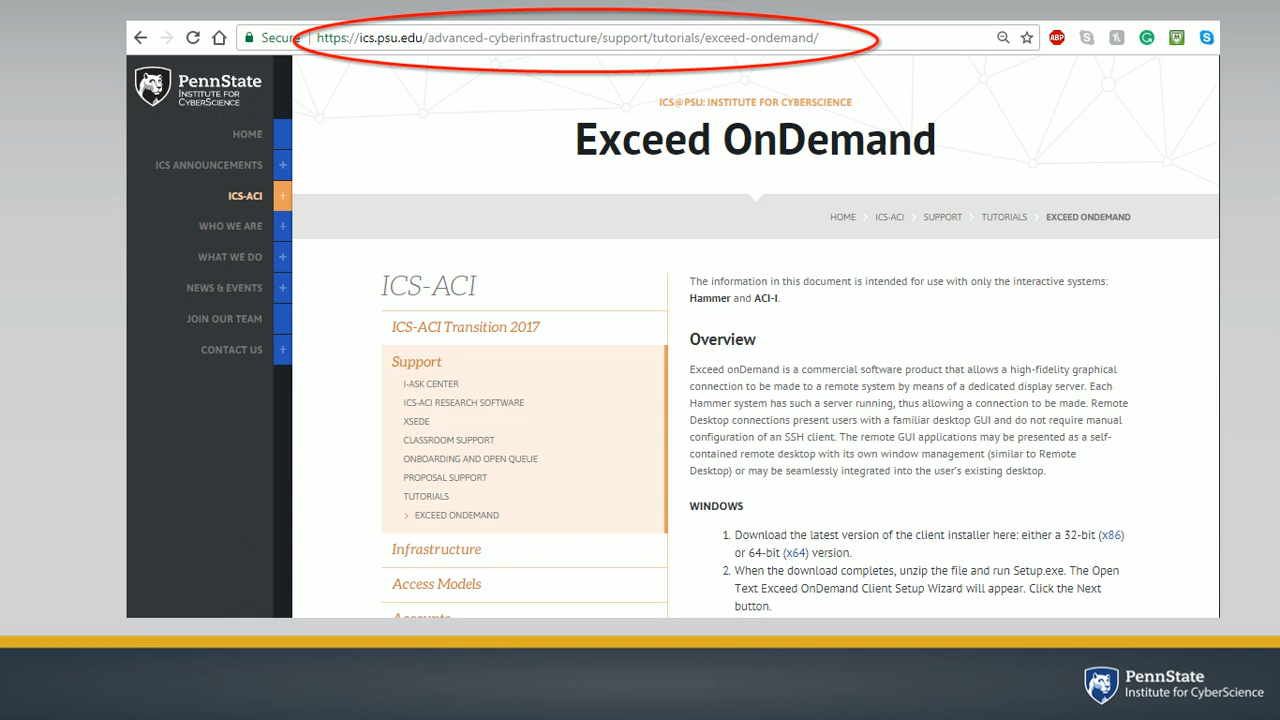 Secure
https://ics.psu.edu/advanced-cyberinfrastructure/support/tutorials/exceed-ondemand/
ABP
PennState
INSTITUTE FOR
CYBERSCIENCE
HOME
ICS ANNOUNCEMENTS +
ICS-ACI +
WHO WE ARE +
WHAT WE DO +
NEWS & EVENTS +
JOIN OUR TEAM
CONTACT US +
ICS@PSU: INSTITUTE FOR CYBERSCIENCE
Exceed OnDemand
HOME > ICS-ACI > SUPPORT > TUTORIALS > EXCEED ONDEMAND
ICS-ACI
ICS-ACI Transition 2017
Support
I-ASK CENTER
ICS-ACI RESEARCH SOFTWARE
XSEDE
CLASSROOM SUPPORT
ONBOARDING AND OPEN QUEUE
PROPOSAL SUPPORT
TUTORIALS
> EXCEED ONDEMAND
Infrastructure
Access Models
Accounts
The information in this document is intended for use with only the interactive systems:
Hammer and ACI-I.
Overview
Exceed onDemand is a commercial software product that allows a high-fidelity graphical
connection to be made to a remote system by means of a dedicated display server. Each
Hammer system has such a server running, thus allowing a connection to be made. Remote
Desktop connections present users with a familiar desktop GUI and do not require manual
configuration of an SSH client. The remote GUI applications may be presented as a self-
contained remote desktop with its own window management (similar to Remote
Desktop) or may be seamlessly integrated into the user's existing desktop.
WINDOWS
1. Download the latest version of the client installer here: either a 32-bit (x86)
or 64-bit (x64) version.
2. When the download completes, unzip the file and run Setup.exe. The Open
Text Exceed OnDemand Client Setup Wizard will appear. Click the Next
button.
PennState
Institute for CyberScience